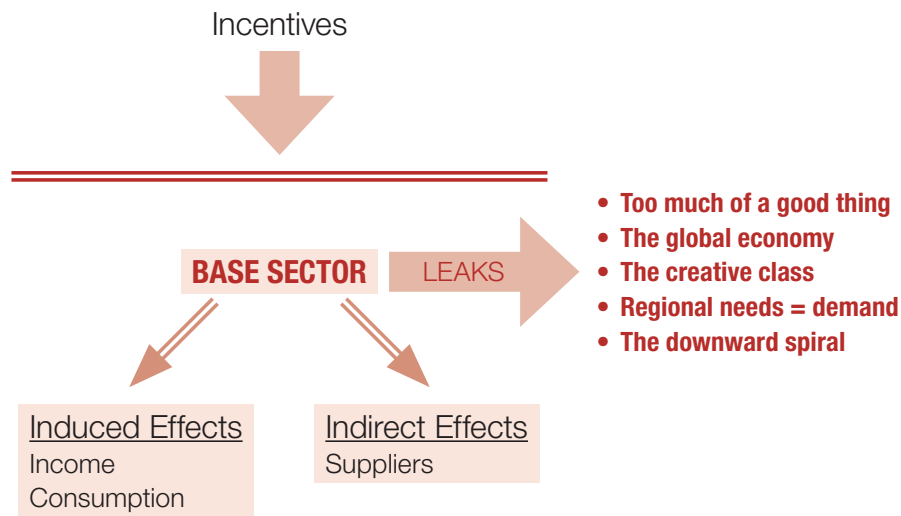 Incentives
BASE SECTOR
LEAKS
• Too much of a good thing
• The global economy
• The creative class
• Regional needs = demand
• The downward spiral
Induced Effects
Income
Consumption
Indirect Effects
Suppliers